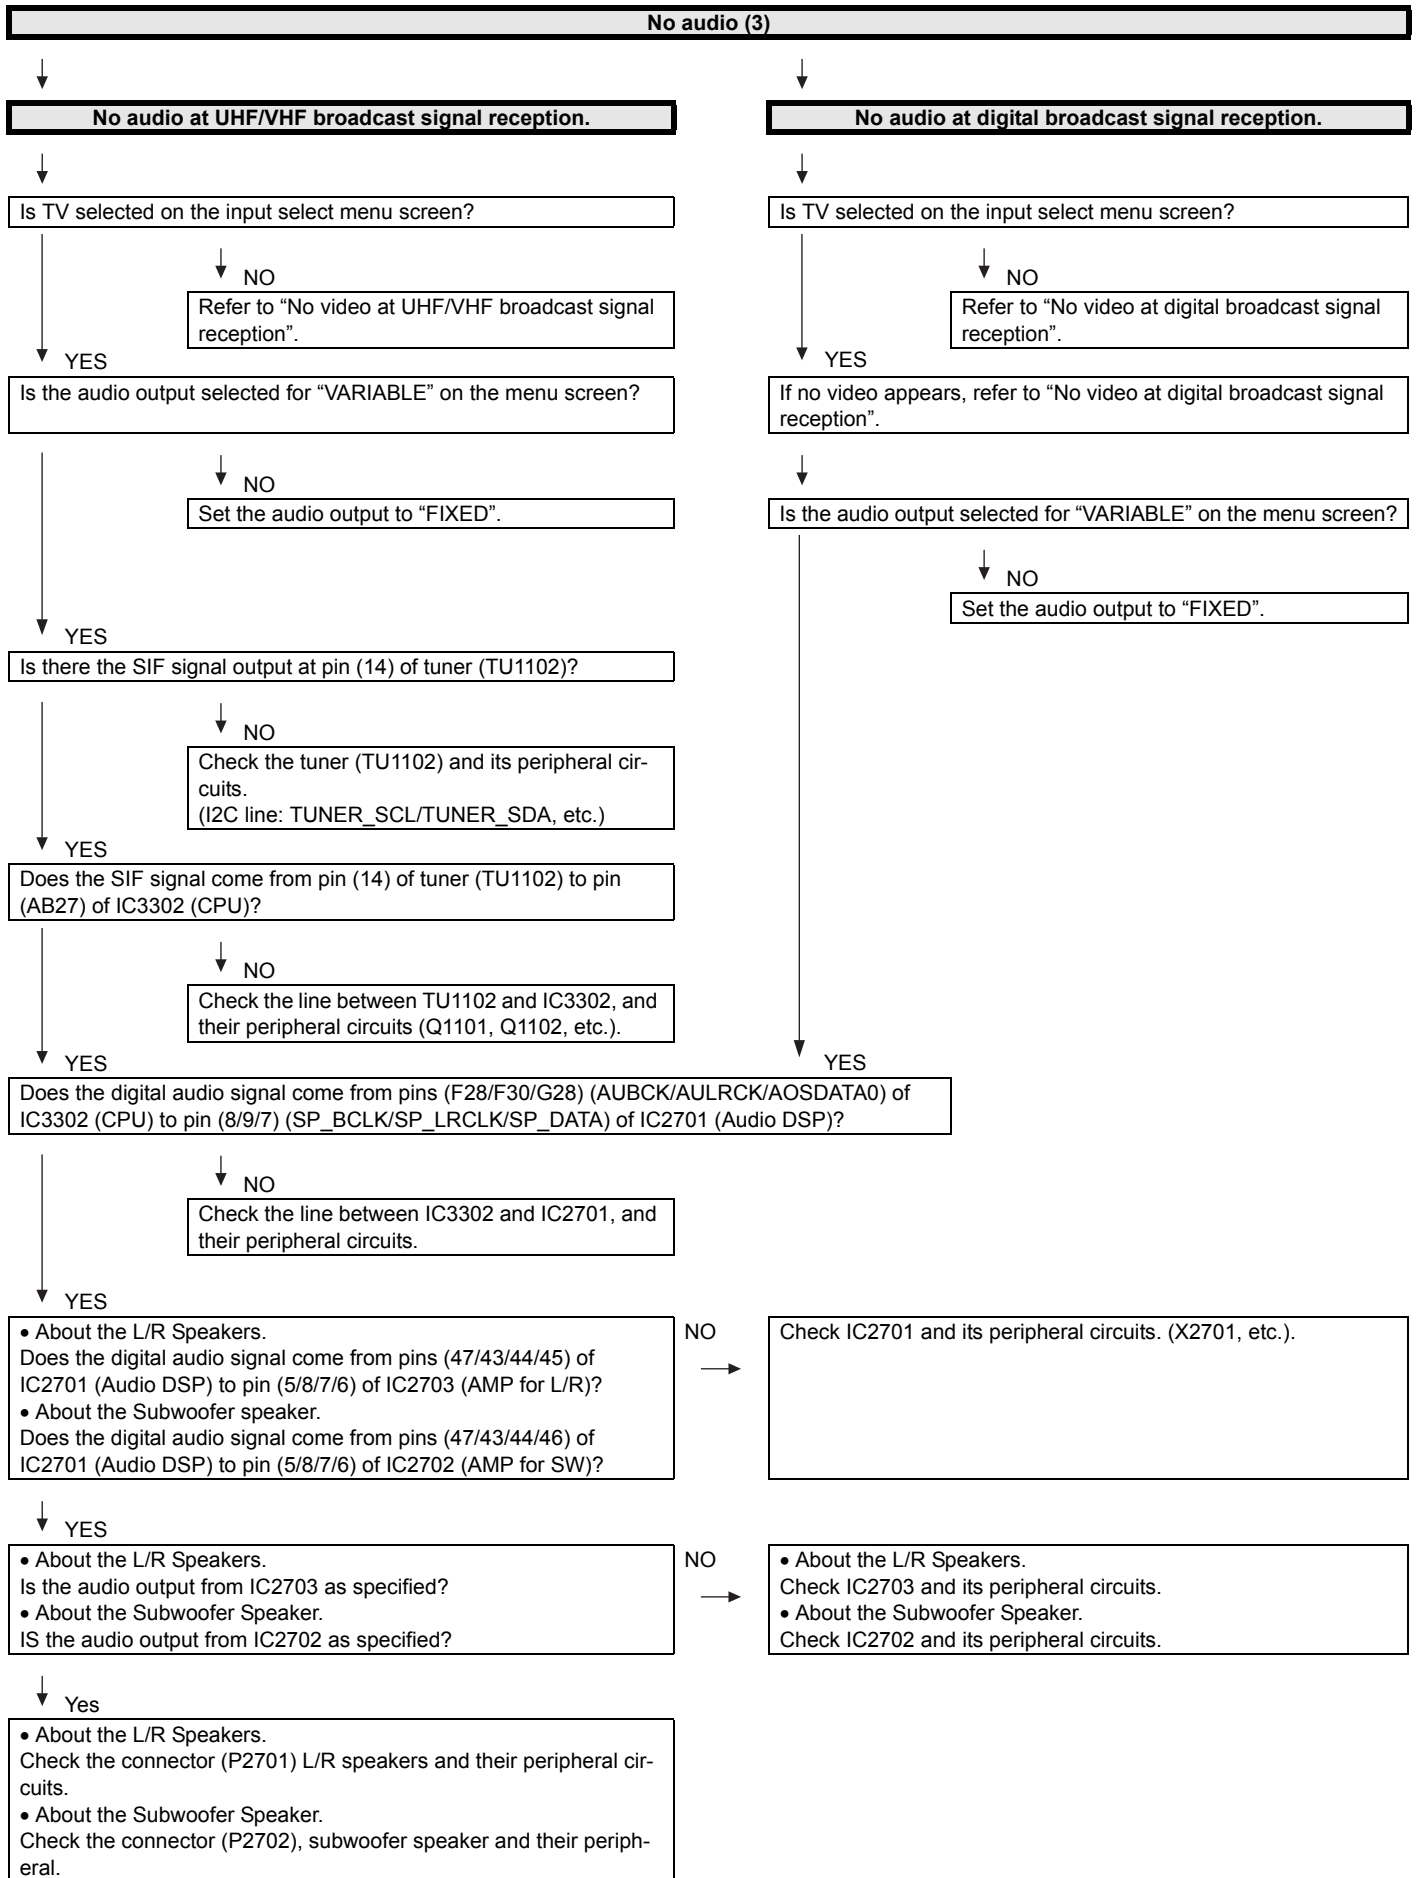 No audio (3)
No audio at UHF/VHF broadcast signal reception.
Is TV selected on the input select menu screen?
NO
Refer to “No video at UHF/VHF broadcast signal
reception”.
YES
Is the audio output selected for “VARIABLE” on the menu screen?
NO
Set the audio output to “FIXED”.
YES
Is there the SIF signal output at pin (14) of tuner (TU1102)?
NO
Check the tuner (TU1102) and its peripheral cir-
cuits.
(I2C line: TUNER_SCL/TUNER_SDA, etc.)
YES
Does the SIF signal come from pin (14) of tuner (TU1102) to pin
(AB27) of IC3302 (CPU)?
NO
Check the line between TU1102 and IC3302, and
their peripheral circuits (Q1101, Q1102, etc.).
YES
No audio at digital broadcast signal reception.
Is TV selected on the input select menu screen?
NO
Refer to “No video at digital broadcast signal
reception”.
YES
If no video appears, refer to “No video at digital broadcast signal
reception”.
Is the audio output selected for “VARIABLE” on the menu screen?
NO
Set the audio output to “FIXED”.
YES
Does the digital audio signal come from pins (F28/F30/G28) (AUBCK/AULRCK/AOSDATA0) of
IC3302 (CPU) to pin (8/9/7) (SP_BCLK/SP_LRCLK/SP_DATA) of IC2701 (Audio DSP)?
NO
Check the line between IC3302 and IC2701, and
their peripheral circuits.
YES
• About the L/R Speakers.
Does the digital audio signal come from pins (47/43/44/45) of
IC2701 (Audio DSP) to pin (5/8/7/6) of IC2703 (AMP for L/R)?
• About the Subwoofer speaker.
Does the digital audio signal come from pins (47/43/44/46) of
IC2701 (Audio DSP) to pin (5/8/7/6) of IC2702 (AMP for SW)?
NO
Check IC2701 and its peripheral circuits. (X2701, etc.).
YES
• About the L/R Speakers.
Is the audio output from IC2703 as specified?
• About the Subwoofer Speaker.
IS the audio output from IC2702 as specified?
NO
• About the L/R Speakers.
Check IC2703 and its peripheral circuits.
• About the Subwoofer Speaker.
Check IC2702 and its peripheral circuits.
Yes
• About the L/R Speakers.
Check the connector (P2701) L/R speakers and their peripheral cir-
cuits.
• About the Subwoofer Speaker.
Check the connector (P2702), subwoofer speaker and their periph-
eral.